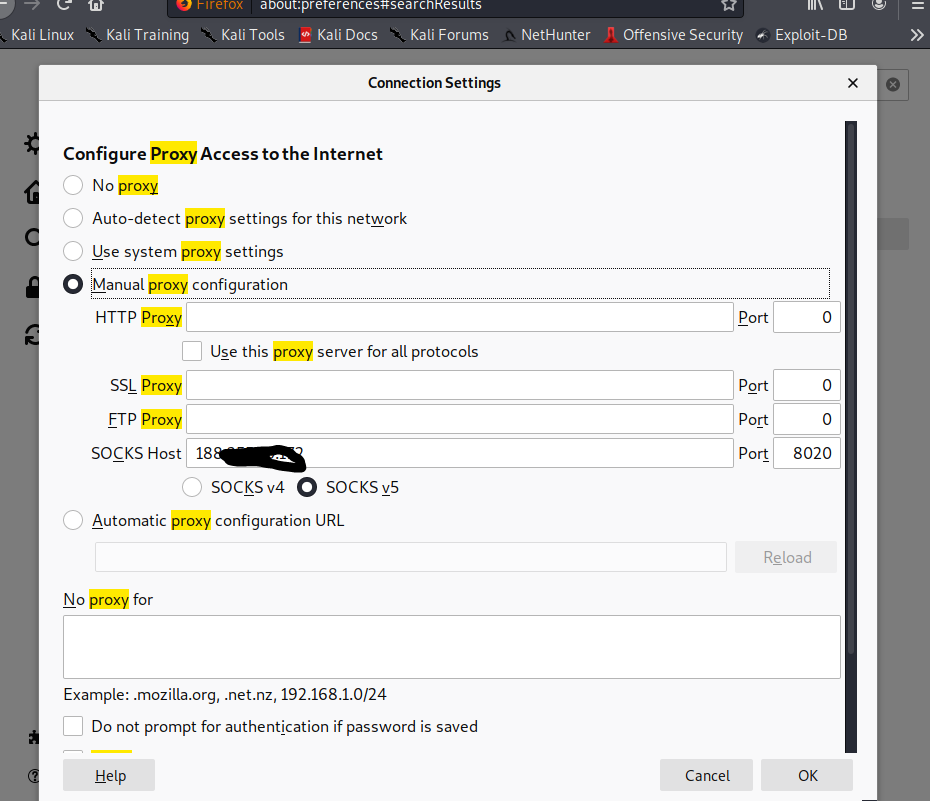 Firefox about:preferences#searchResults
Kali Linux Kali Training Kali Tools Kali Docs Kali Forums NetHunter Offensive Security Exploit-DB
Connection Settings
Configure Proxy Access to the Internet
No proxy
Auto-detect proxy settings for this network
Use system proxy settings
Manual proxy configuration
HTTP Proxy Port 0
Use this proxy server for all protocols
SSL Proxy Port 0
FTP Proxy Port 0
SOCKS Host 188 Port 8020
SOCKS v4 SOCKS v5
Automatic proxy configuration URL
Reload
No proxy for
Example: .mozilla.org, .net.nz, 192.168.1.0/24
Do not prompt for authentication if password is saved
Help Cancel OK